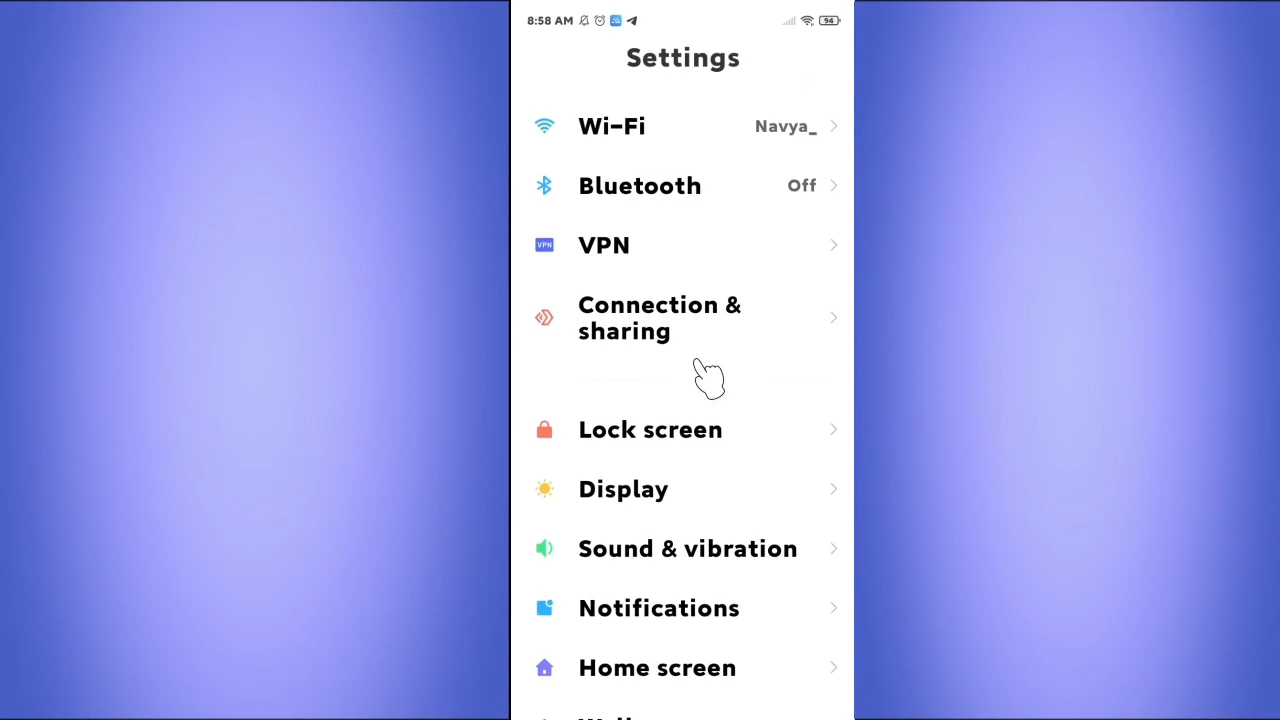 8:58 AM
94
Settings
Wi-Fi
Navya_
Bluetooth
Off
VPN
VPN
Connection &
sharing
Lock screen
Display
Sound & vibration
Notifications
Home screen